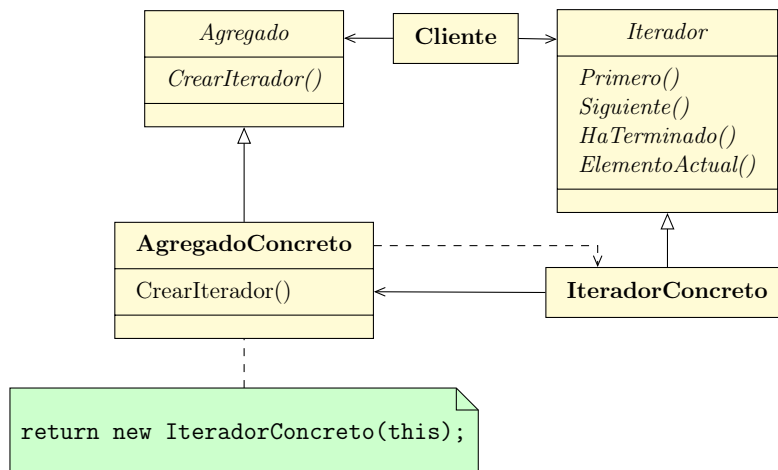 Agregado
CrearIterador()
Cliente
Iterador
Primero()
Siguiente()
HaTerminado()
ElementoActual()
AgregadoConcreto
CrearIterador()
IteradorConcreto
return new IteradorConcreto(this);